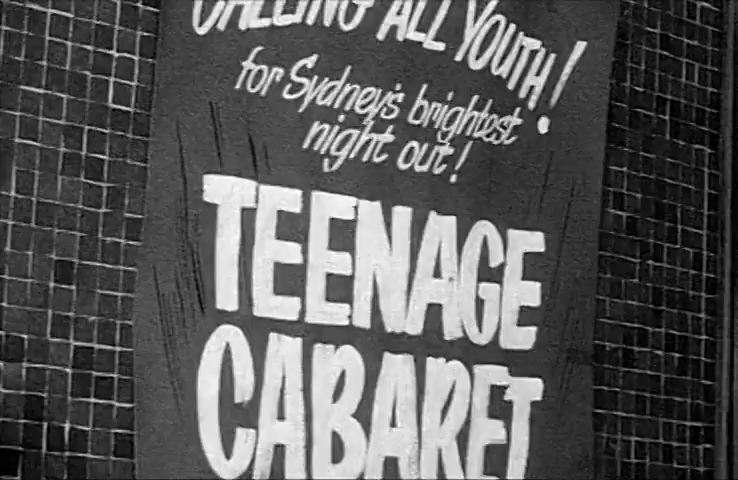 CALLING ALL YOUTH!
for Sydney's brightest
night out!
TEENAGE
CABARET